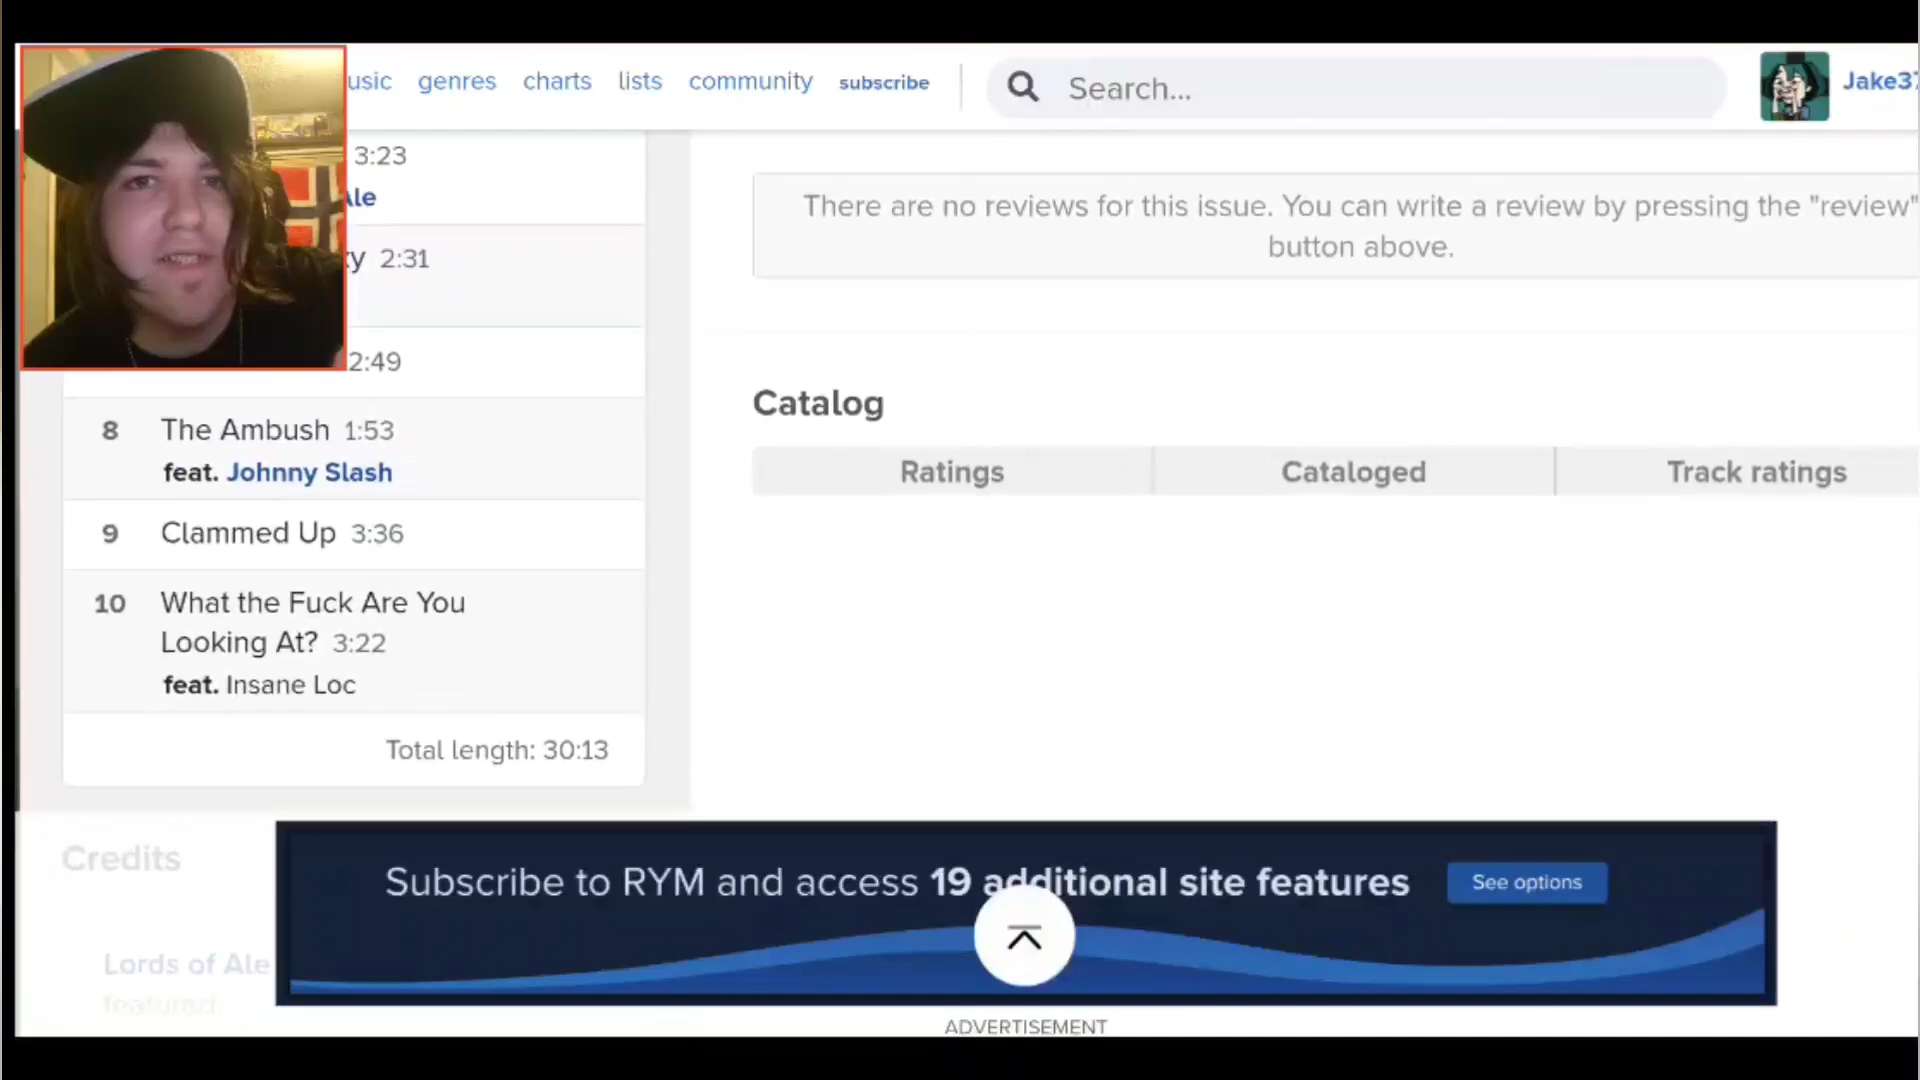 usic genres charts lists community subscribe Search... Jake37
3:23
Ale
There are no reviews for this issue. You can write a review by pressing the "review"
button above.
ky 2:31
2:49
Catalog
8 The Ambush 1:53
feat. Johnny Slash
Ratings Cataloged Track ratings
9 Clammed Up 3:36
10 What the Fuck Are You
Looking At? 3:22
feat. Insane Loc
Total length: 30:13
Credits
Subscribe to RYM and access 19 additional site features See options
Lords of Ale
featured
ADVERTISEMENT